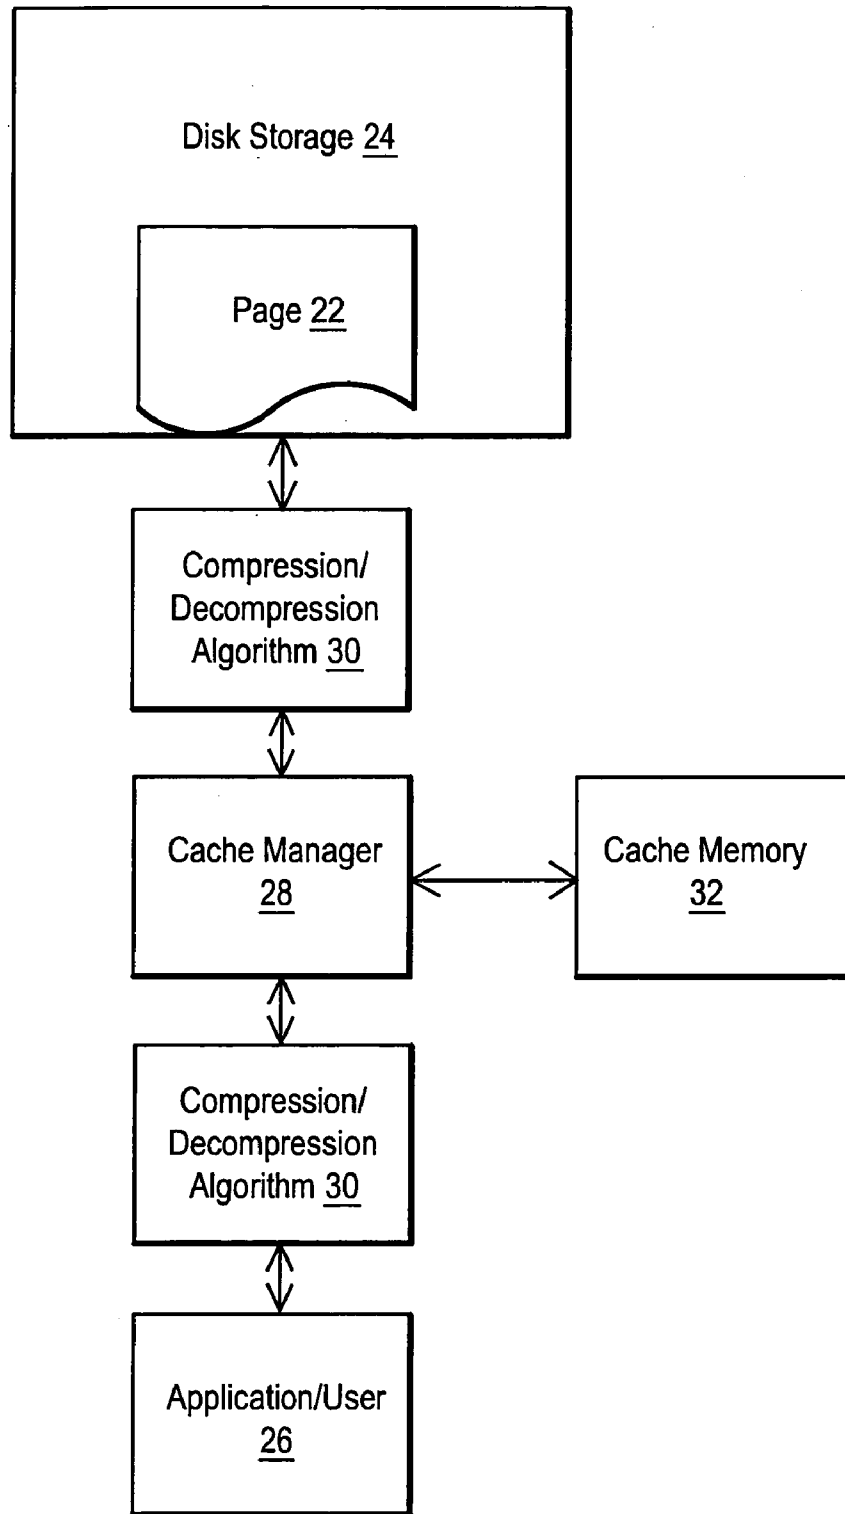 Disk Storage 24
Page 22
Compression/
Decompression
Algorithm 30
Cache Manager
28
Cache Memory
32
Compression/
Decompression
Algorithm 30
Application/User
26